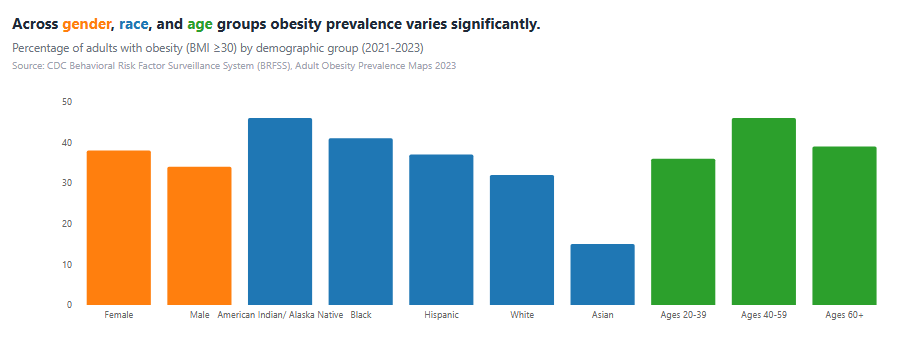 Across gender, race, and age groups obesity prevalence varies significantly.
Percentage of adults with obesity (BMI ≥30) by demographic group (2021-2023)
Source: CDC Behavioral Risk Factor Surveillance System (BRFSS), Adult Obesity Prevalence Maps 2023
50
40
30
20
10
0
Female Male American Indian/ Alaska Native Black Hispanic White Asian Ages 20-39 Ages 40-59 Ages 60+